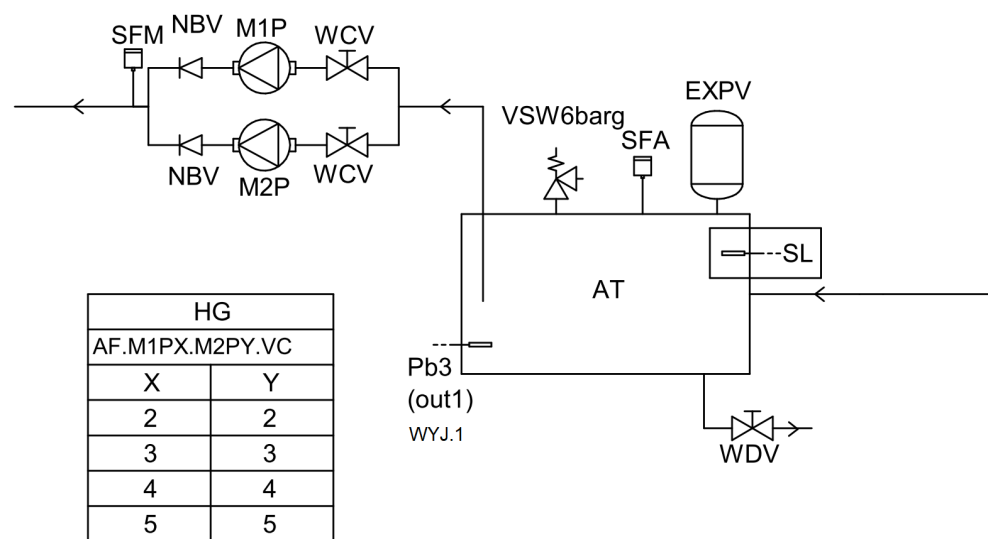 NBV
M1P
WCV
SFM
NBV
M2P
WCV
VSW6barg
SFA
EXPV
SL
AT
Pb3
(out1)
WYJ.1
WDV
HG
AF.M1PX.M2PY.VC
X Y
2 2
3 3
4 4
5 5